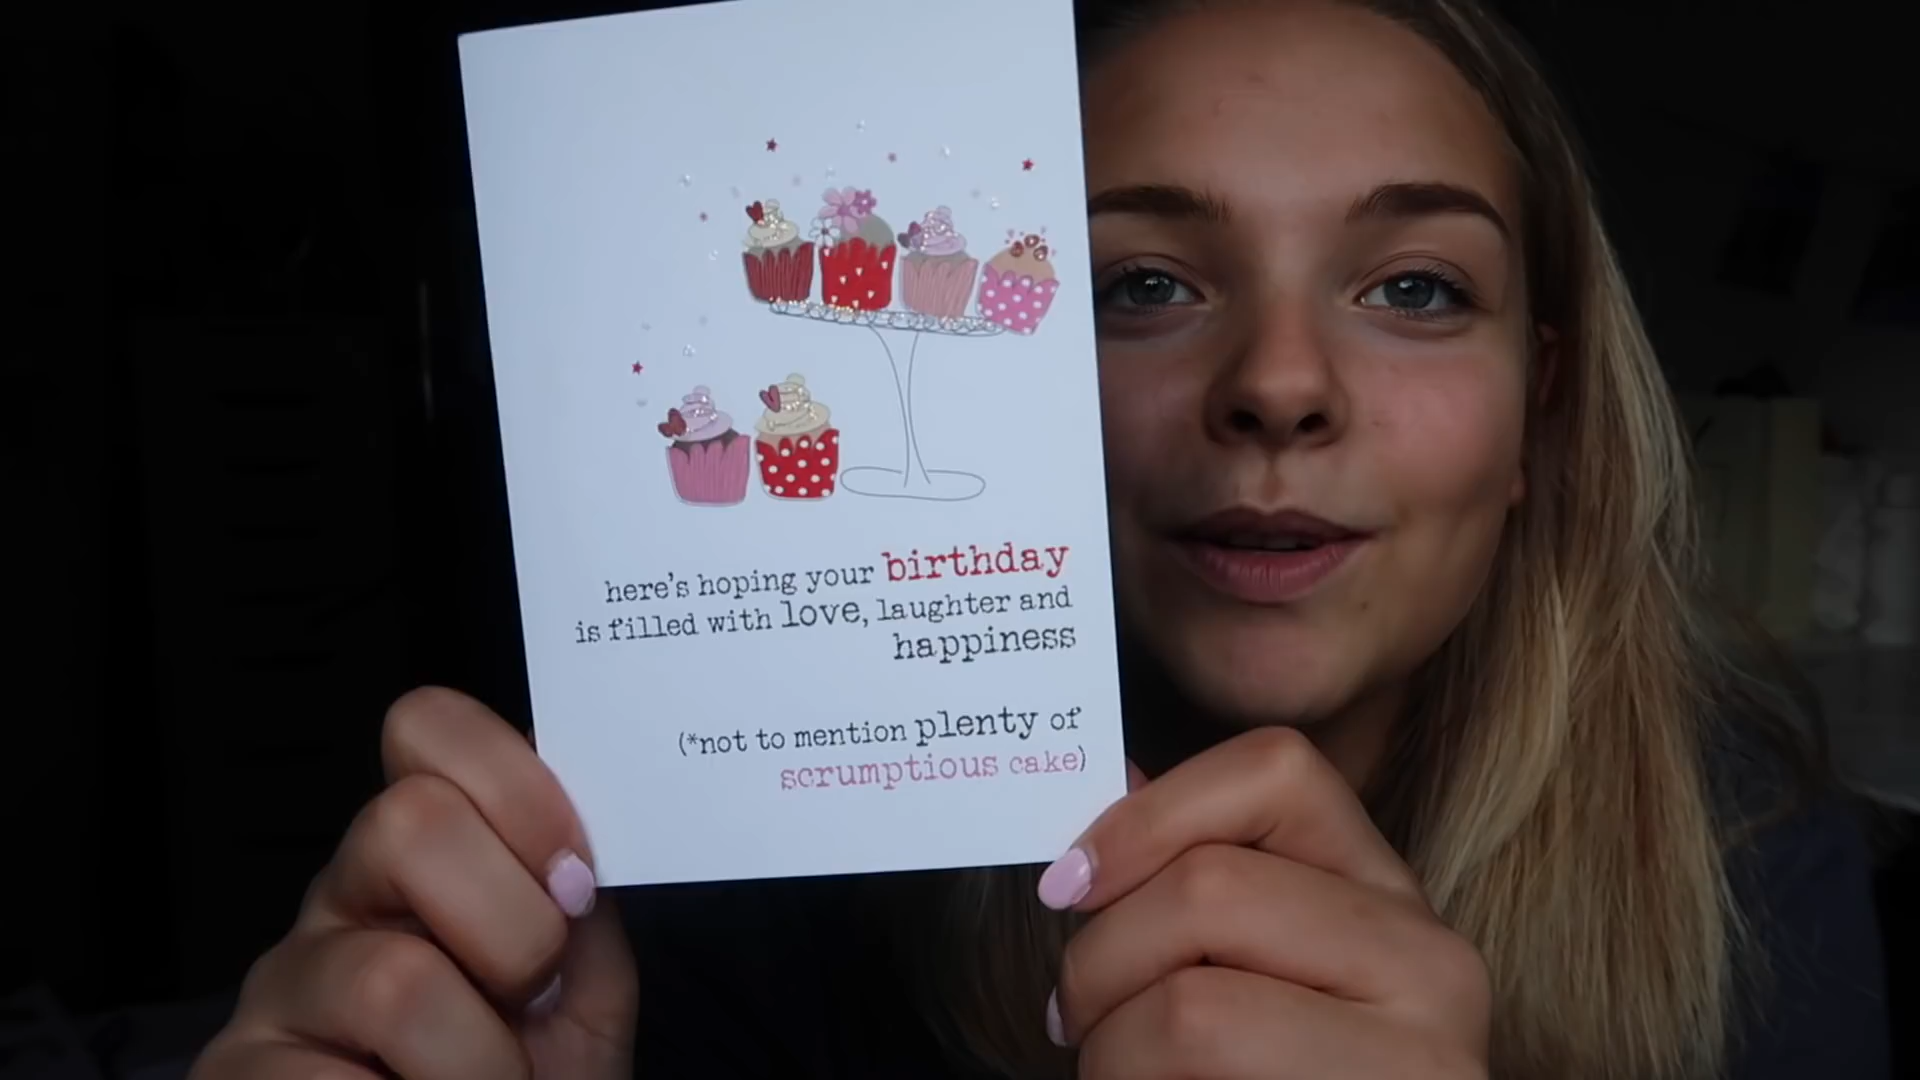 here's hoping your birthday
is filled with love, laughter and
happiness
(*not to mention plenty of
scrumptious cake)